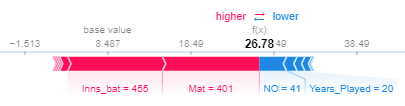 higher ⇄ lower
base value f(x)
−1.513 8.487 18.49 26.78 49 38.49
Inns_bat = 455 Mat = 401 NO = 41 Years_Played = 20